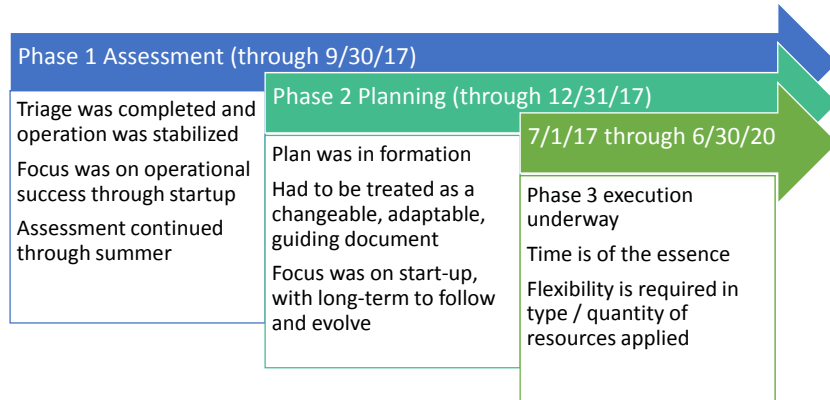 Phase 1 Assessment (through 9/30/17)
Triage was completed and
operation was stabilized
Focus was on operational
success through startup
Assessment continued
through summer
Phase 2 Planning (through 12/31/17)
Plan was in formation
Had to be treated as a
changeable, adaptable,
guiding document
Focus was on start-up,
with long-term to follow
and evolve
7/1/17 through 6/30/20
Phase 3 execution
underway
Time is of the essence
Flexibility is required in
type / quantity of
resources applied